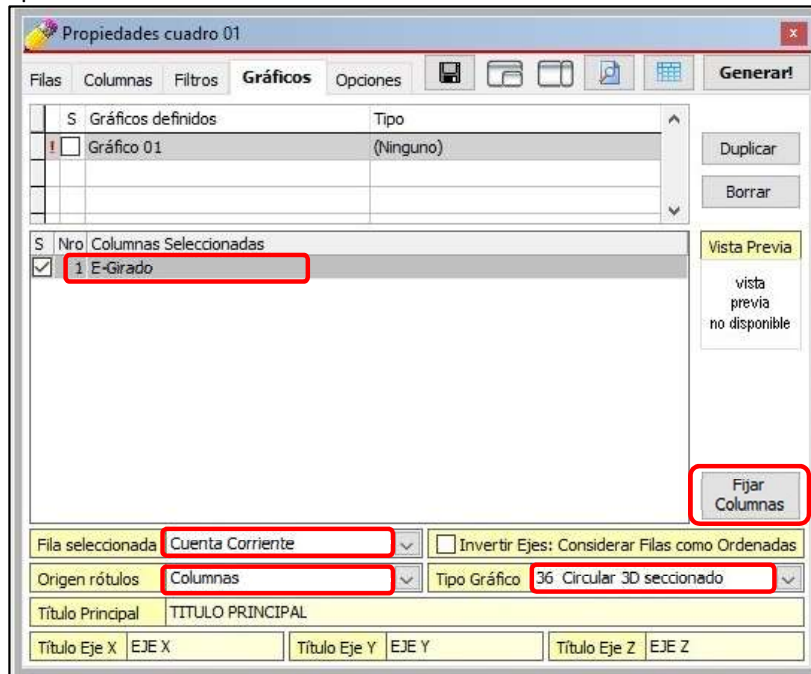 Propiedades cuadro 01
x
Filas Columnas Filtros Gráficos Opciones Generar!
S Gráficos definidos Tipo
! Gráfico 01 (Ninguno)
Duplicar
Borrar
S Nro Columnas Seleccionadas
1 E-Girado
Vista Previa
vista
previa
no disponible
Fijar
Columnas
Fila seleccionada Cuenta Corriente Invertir Ejes: Considerar Filas como Ordenadas
Origen rótulos Columnas Tipo Gráfico 36 Circular 3D seccionado
Título Principal TITULO PRINCIPAL
Título Eje X EJE X Título Eje Y EJE Y Título Eje Z EJE Z